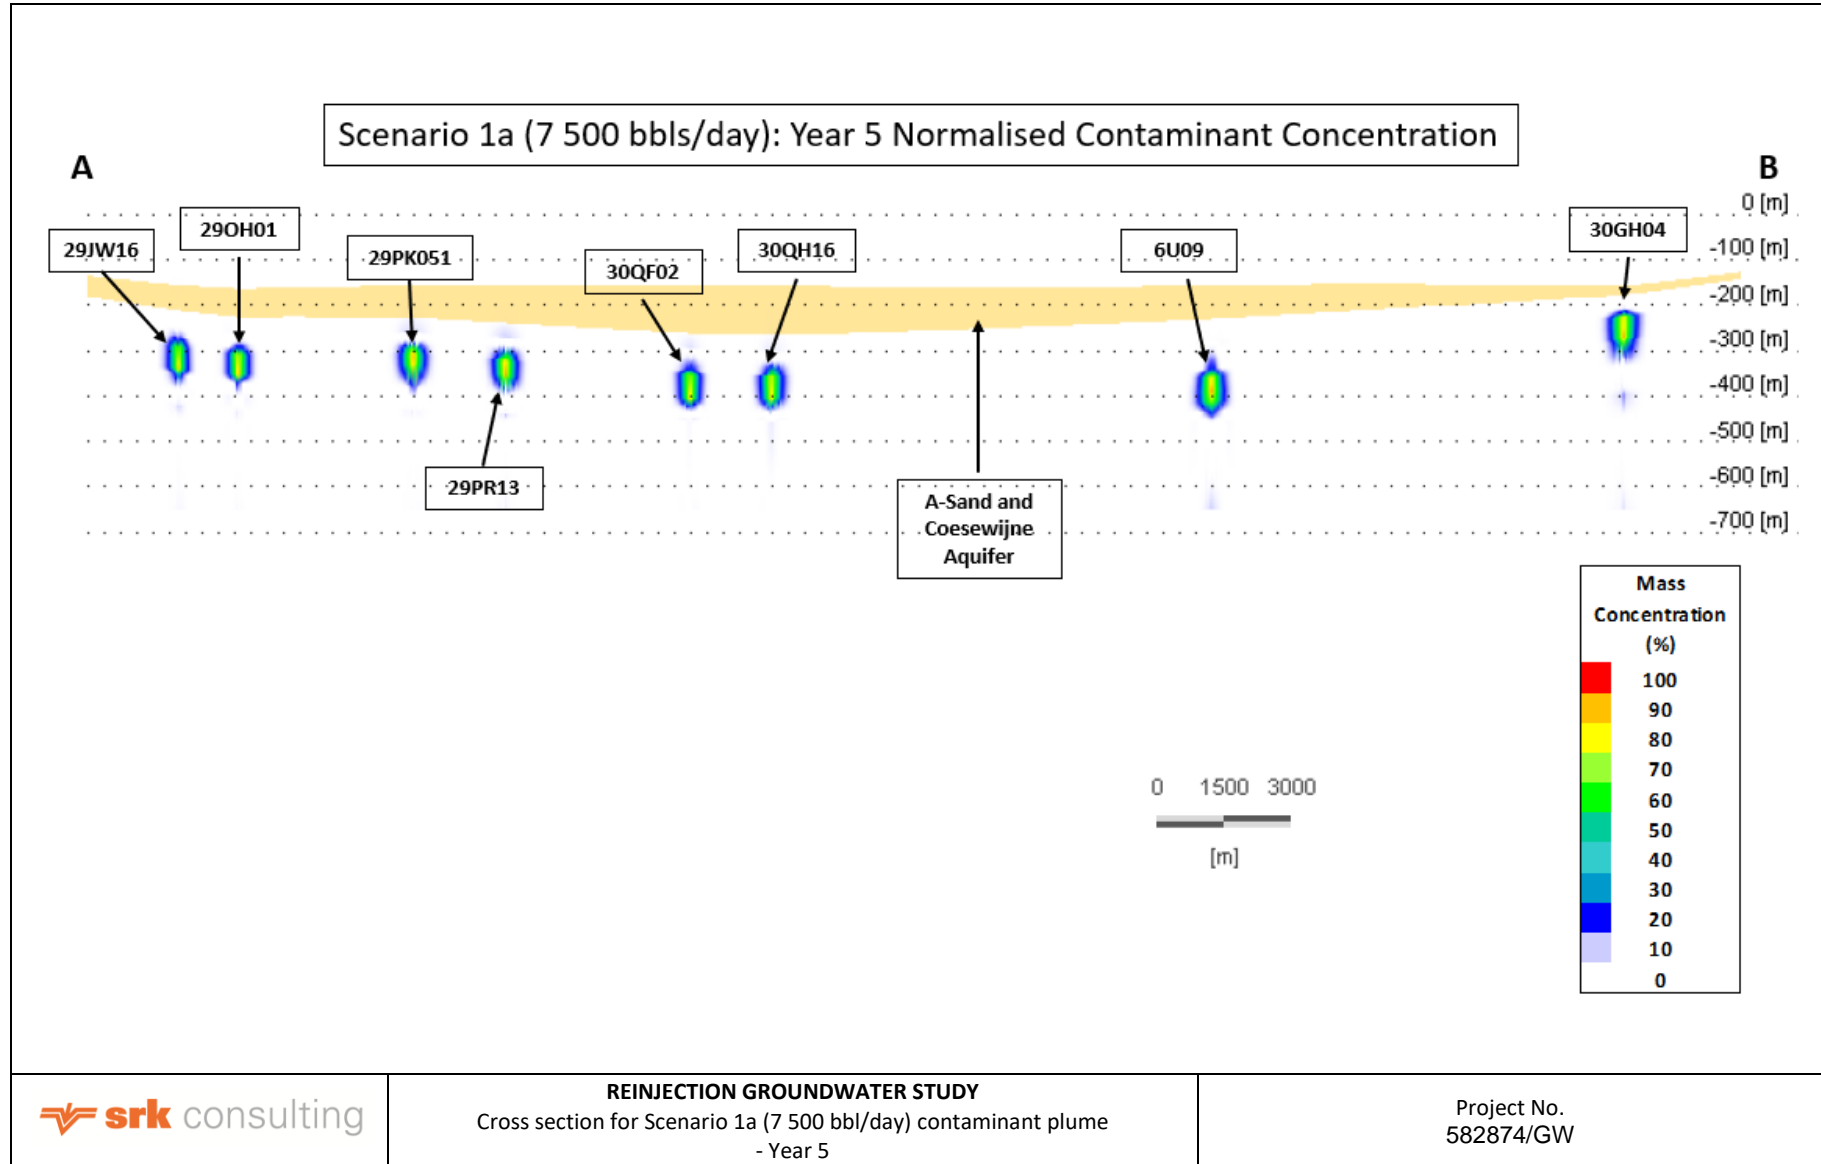 Scenario 1a (7 500 bbls/day): Year 5 Normalised Contaminant Concentration
A
B
0 [m]
-100 [m]
-200 [m]
-300 [m]
-400 [m]
-500 [m]
-600 [m]
-700 [m]
29JW16
29OH01
29PK051
30QF02
30QH16
6U09
30GH04
29PR13
A-Sand and
Coesewijne
Aquifer
Mass
Concentration
(%)
100
90
80
70
60
50
40
30
20
10
0
0 1500 3000
[m]
srk consulting
REINJECTION GROUNDWATER STUDY
Cross section for Scenario 1a (7 500 bbl/day) contaminant plume
- Year 5
Project No.
582874/GW